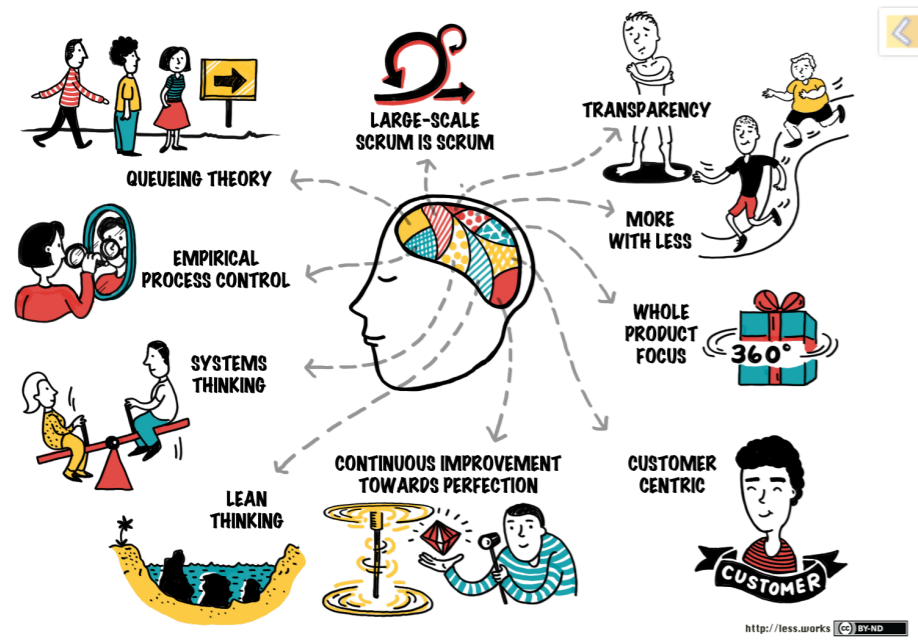 LARGE-SCALE
SCRUM IS SCRUM
TRANSPARENCY
QUEUEING THEORY
MORE
WITH LESS
EMPIRICAL
PROCESS CONTROL
WHOLE
PRODUCT
FOCUS
360°
SYSTEMS
THINKING
CONTINUOUS IMPROVEMENT
TOWARDS PERFECTION
CUSTOMER
CENTRIC
LEAN
THINKING
CUSTOMER
http://less.works
cc BY-ND